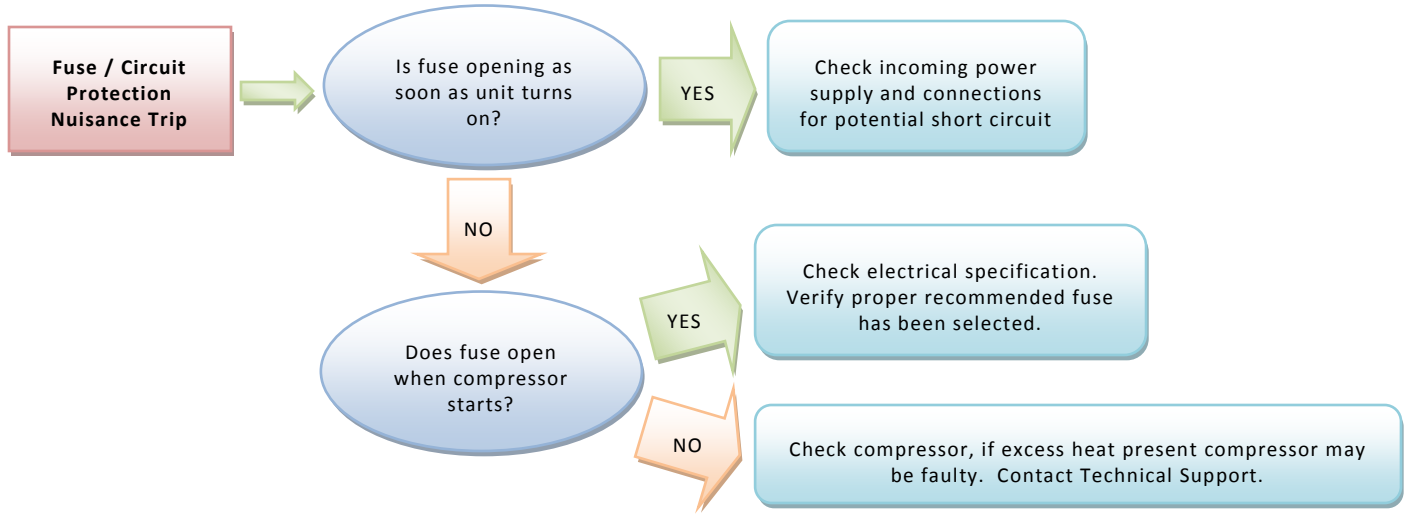 Fuse / Circuit
Protection
Nuisance Trip
Is fuse opening as
soon as unit turns
on?
YES
Check incoming power
supply and connections
for potential short circuit
NO
Does fuse open
when compressor
starts?
YES
Check electrical specification.
Verify proper recommended fuse
has been selected.
NO
Check compressor, if excess heat present compressor may
be faulty.  Contact Technical Support.